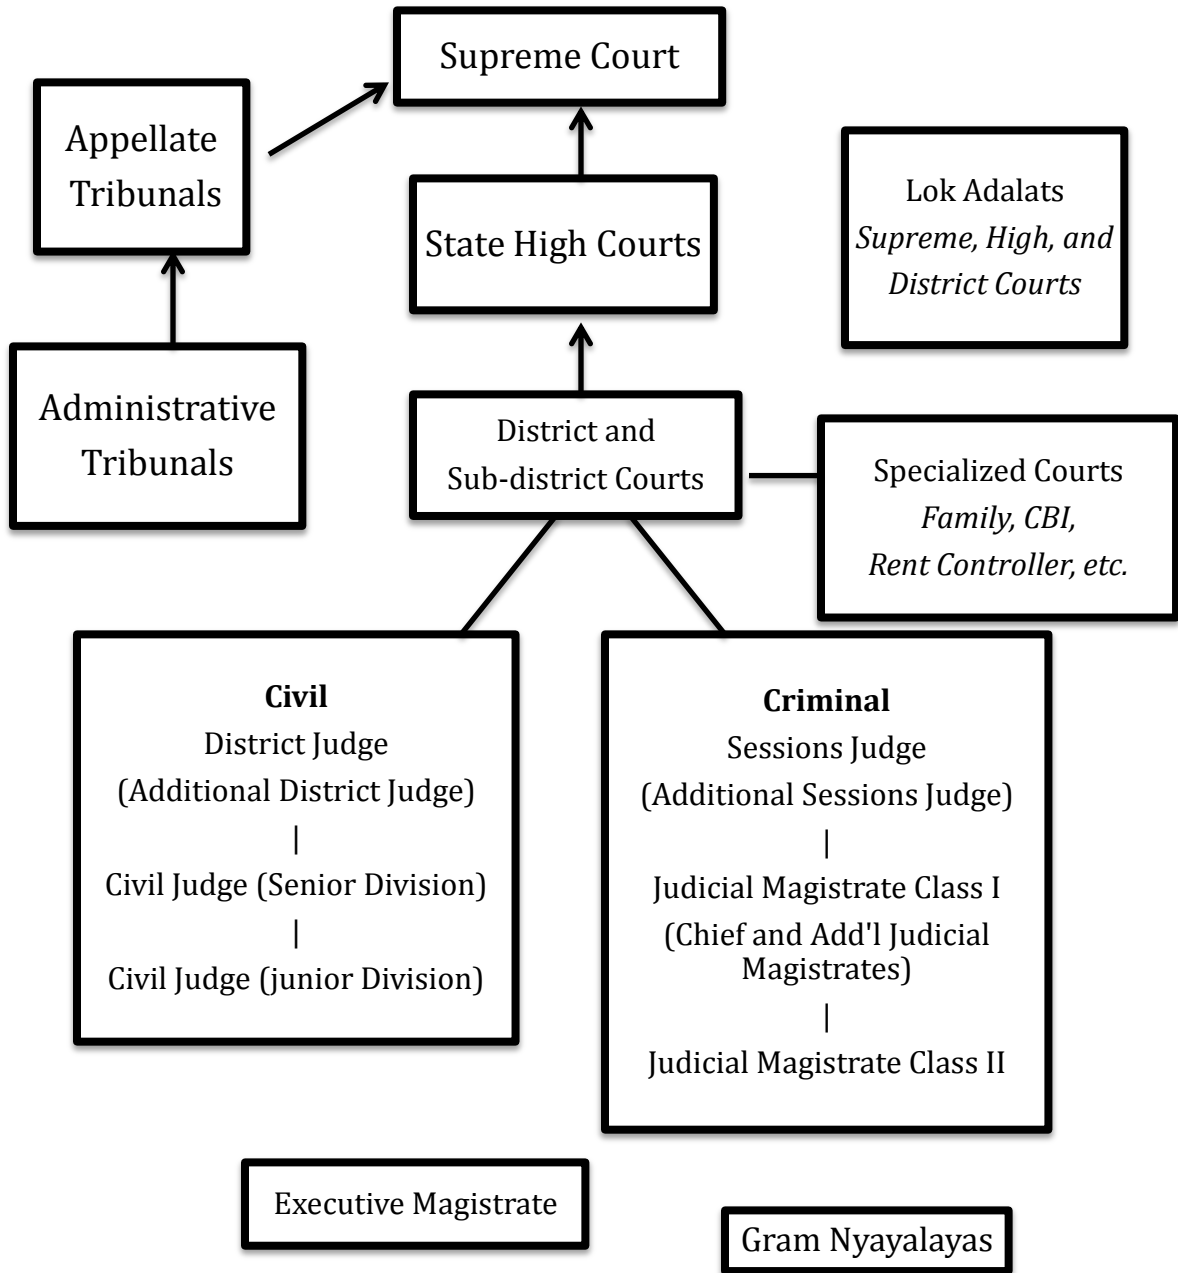 Supreme Court
Appellate
Tribunals
State High Courts
Lok Adalats
Supreme, High, and
District Courts
Administrative
Tribunals
District and
Sub-district Courts
Specialized Courts
Family, CBI,
Rent Controller, etc.
Civil
District Judge
(Additional District Judge)
|
Civil Judge (Senior Division)
|
Civil Judge (junior Division)
Criminal
Sessions Judge
(Additional Sessions Judge)
|
Judicial Magistrate Class I
(Chief and Add'l Judicial
Magistrates)
|
Judicial Magistrate Class II
Executive Magistrate
Gram Nyayalayas